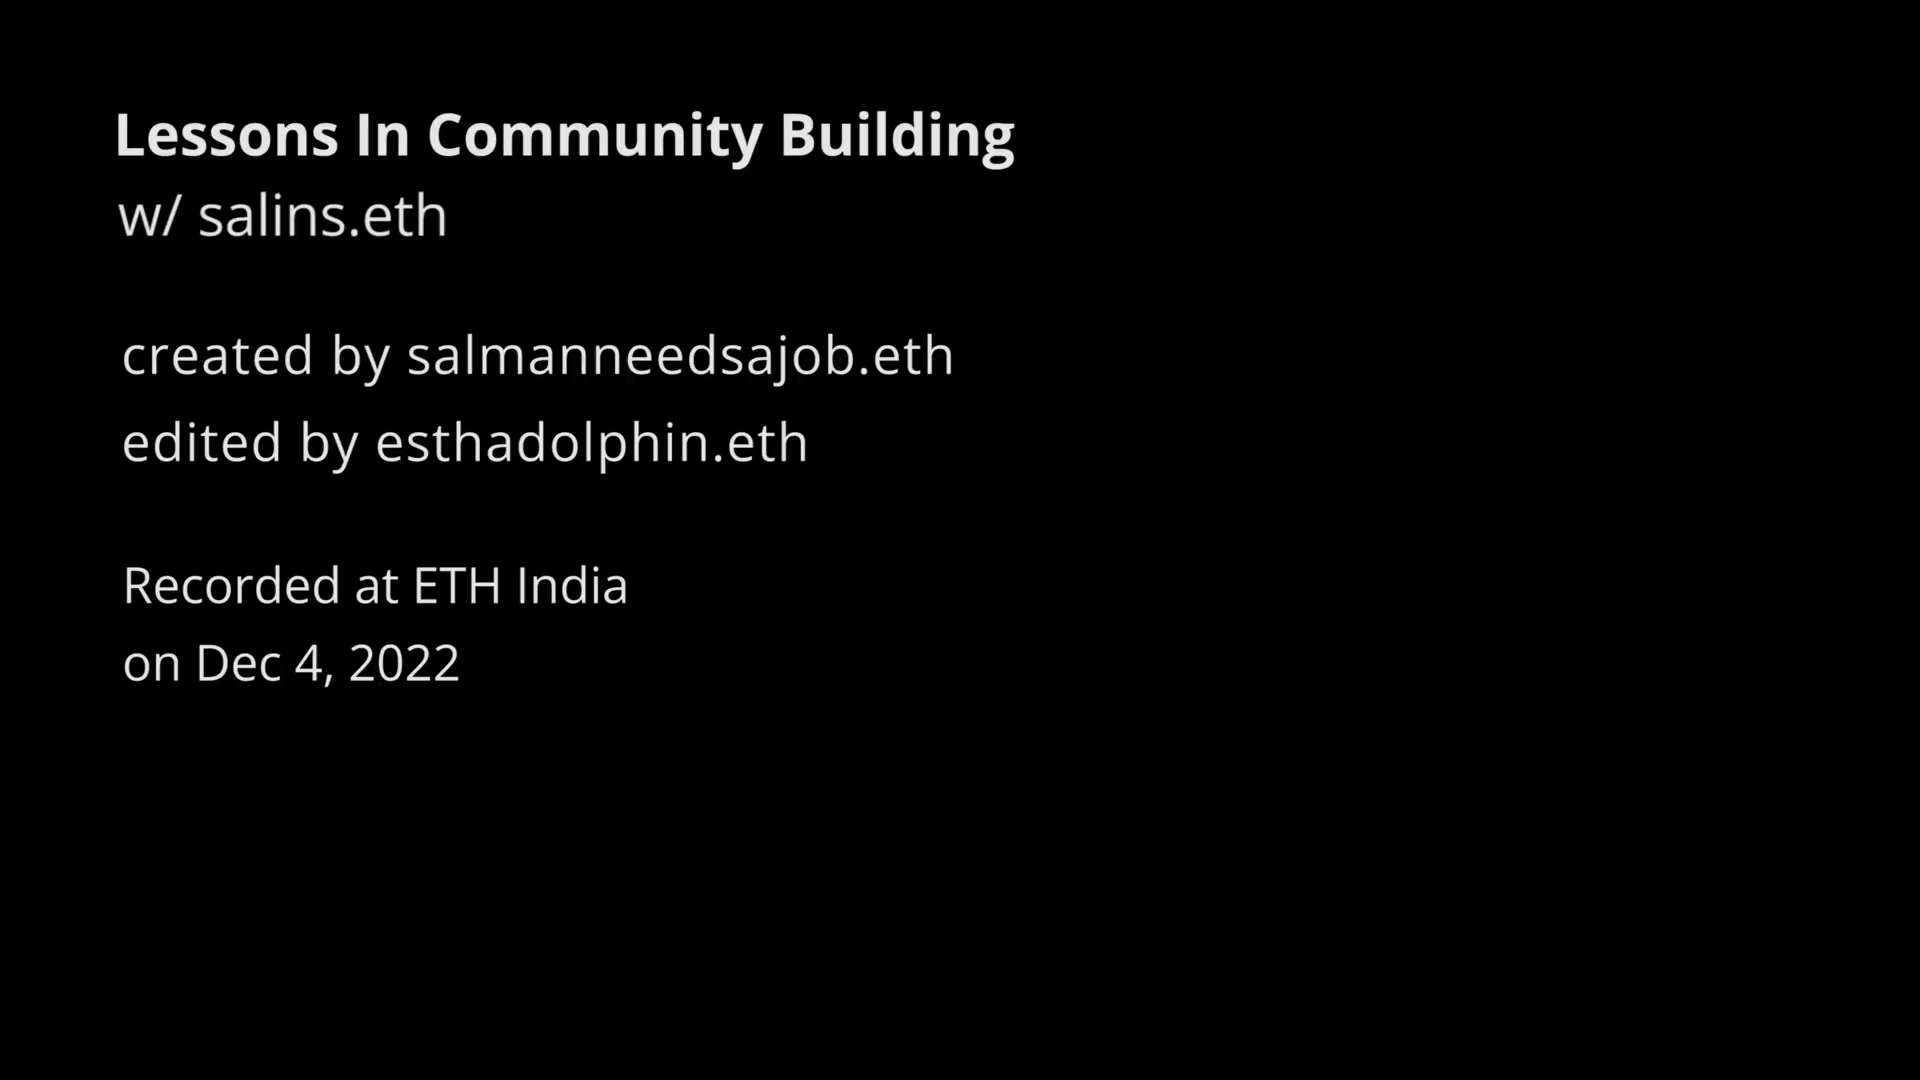 Lessons In Community Building
w/ salins.eth
created by salmanneedsajob.eth
edited by esthadolphin.eth
Recorded at ETH India
on Dec 4, 2022